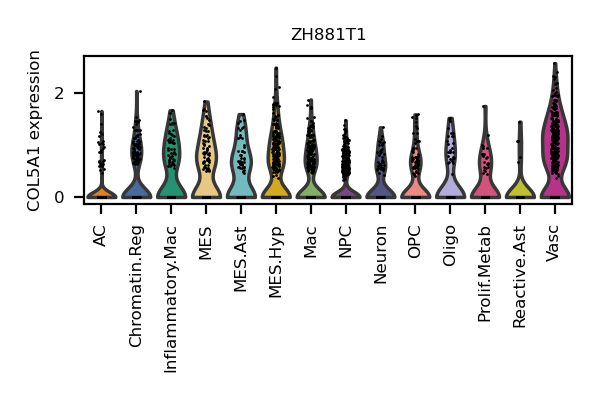 ZH881T1
COL5A1 expression
2
0
AC
Chromatin.Reg
Inflammatory.Mac
MES
MES.Ast
MES.Hyp
Mac
NPC
Neuron
OPC
Oligo
Prolif.Metab
Reactive.Ast
Vasc